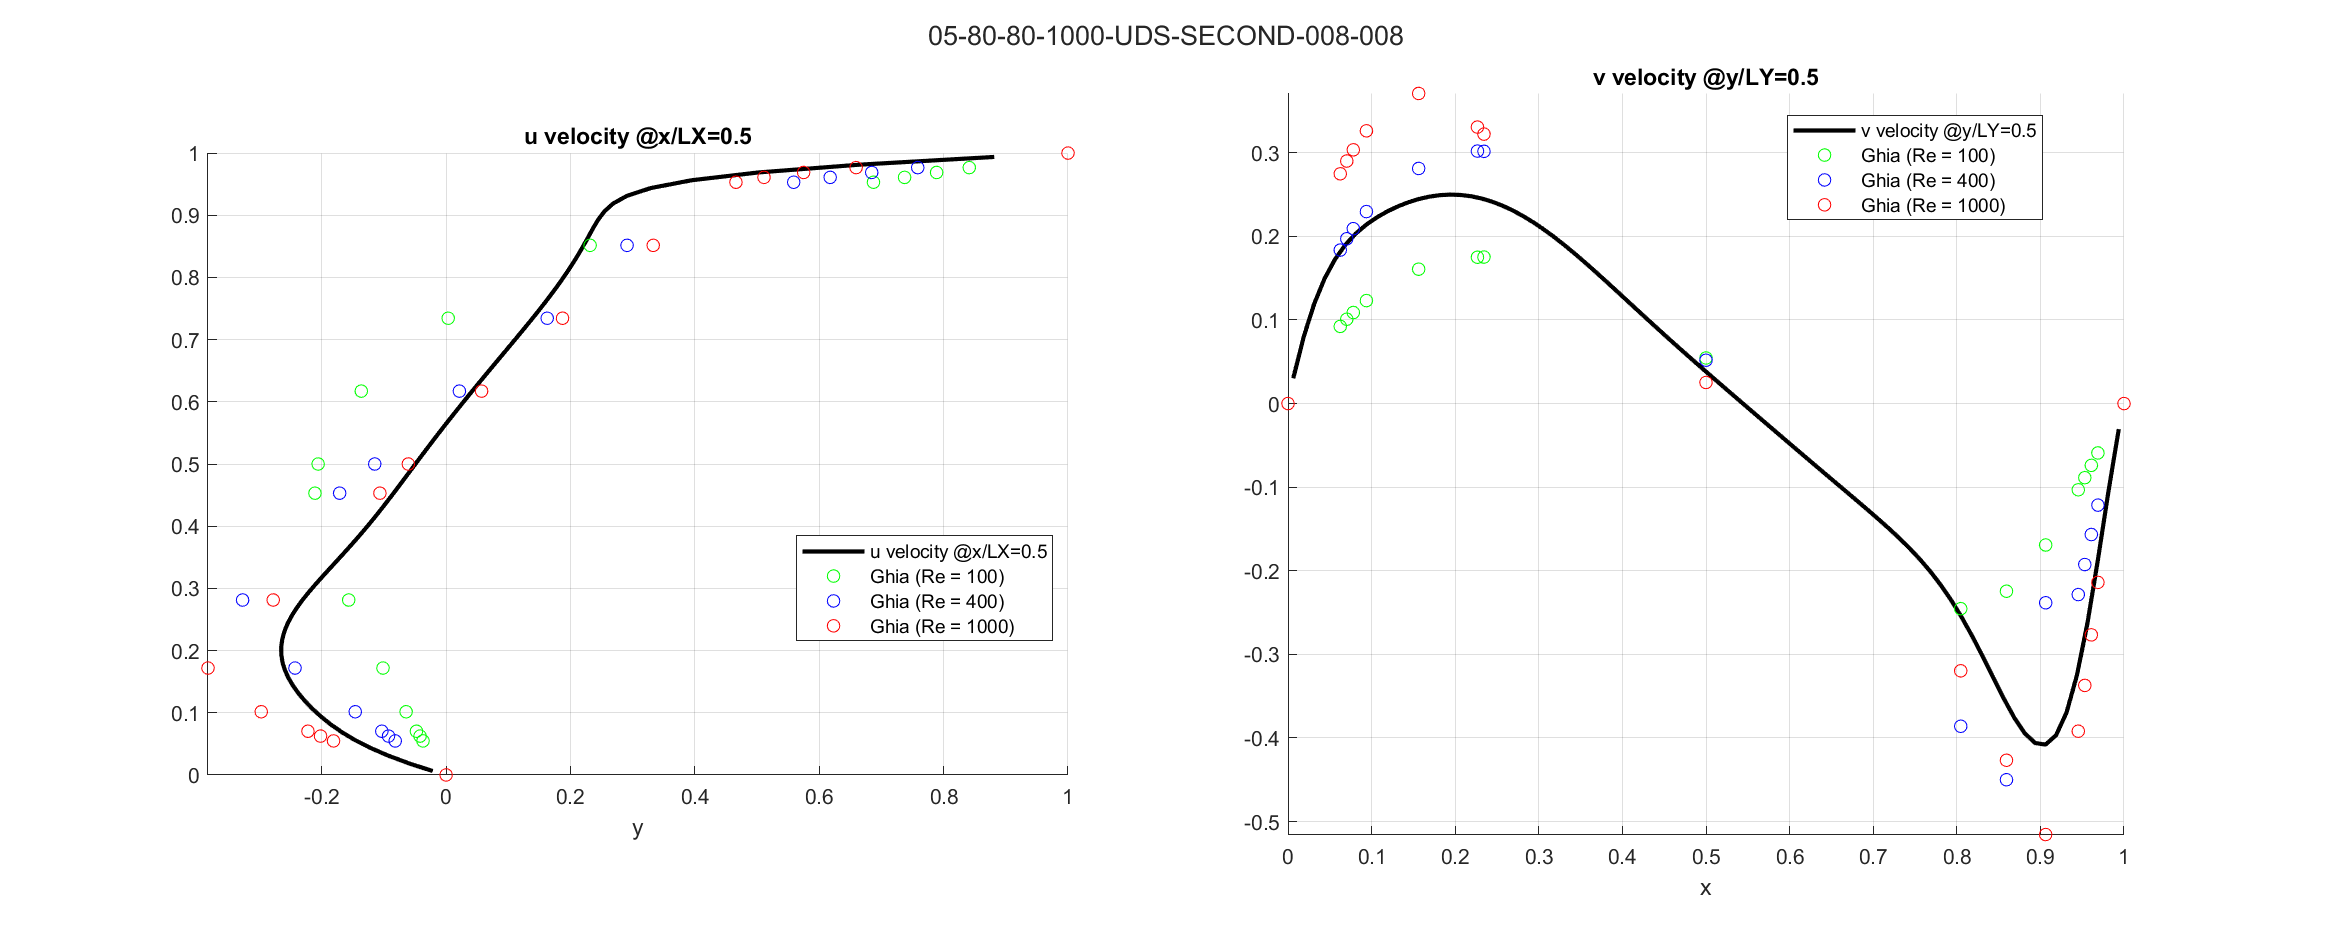 05-80-80-1000-UDS-SECOND-008-008
u velocity @x/LX=0.5
1
0.9
0.8
0.7
0.6
0.5
0.4
0.3
0.2
0.1
0
-0.2
0
0.2
0.4
0.6
0.8
1
y
u velocity @x/LX=0.5
Ghia (Re = 100)
Ghia (Re = 400)
Ghia (Re = 1000)
v velocity @y/LY=0.5
0.3
0.2
0.1
0
-0.1
-0.2
-0.3
-0.4
-0.5
0
0.1
0.2
0.3
0.4
0.5
0.6
0.7
0.8
0.9
1
x
v velocity @y/LY=0.5
Ghia (Re = 100)
Ghia (Re = 400)
Ghia (Re = 1000)